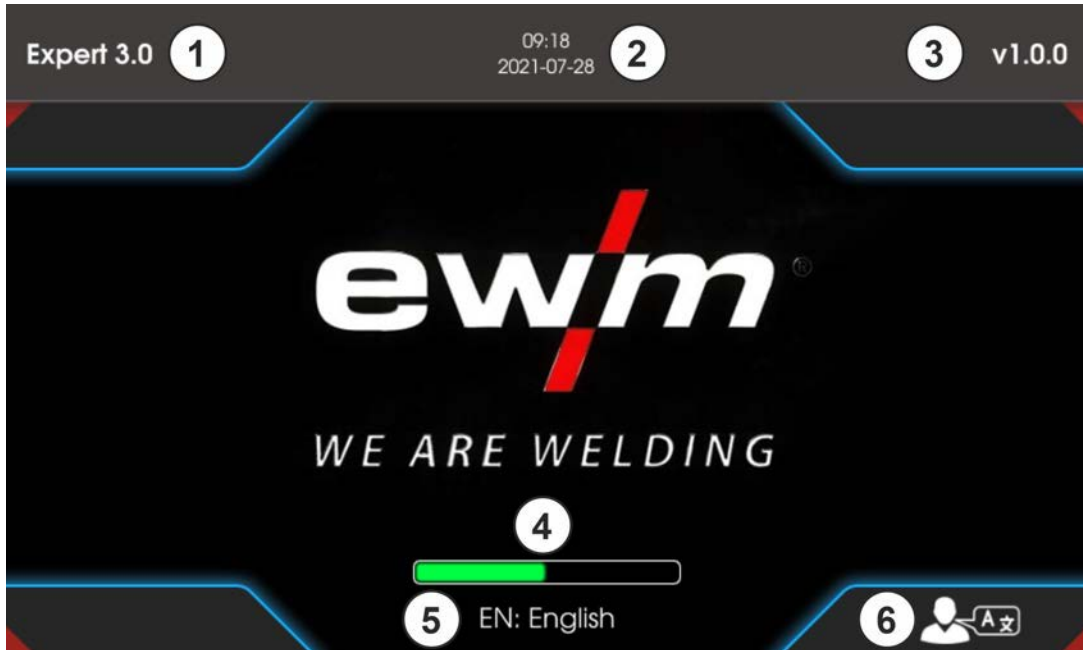 Expert 3.0 1
09:18
2021-07-28
2
3 v1.0.0
ewm®
WE ARE WELDING
4
5 EN: English
6 A文